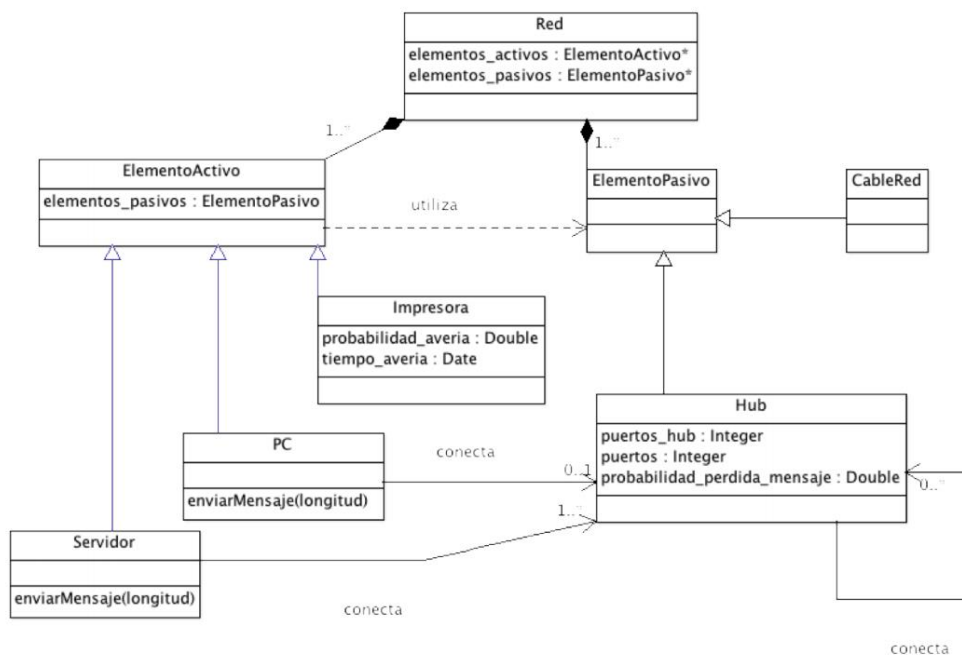 Red
elementos_activos : ElementoActivo*
elementos_pasivos : ElementoPasivo*
1..*
1..*
ElementoActivo
elementos_pasivos : ElementoPasivo
utiliza
ElementoPasivo
CableRed
Impresora
probabilidad_averia : Double
tiempo_averia : Date
Hub
puertos_hub : Integer
puertos : Integer
probabilidad_perdida_mensaje : Double
PC
enviarMensaje(longitud)
conecta
0..1
0..*
1..*
Servidor
enviarMensaje(longitud)
conecta
conecta